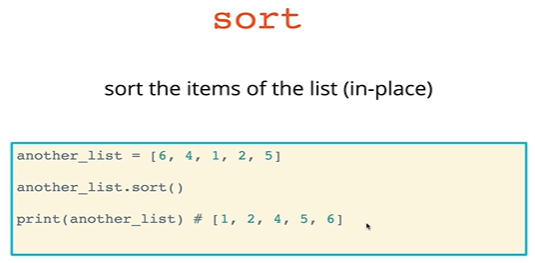 sort
sort the items of the list (in-place)
another_list = [6, 4, 1, 2, 5]
another_list.sort()
print(another_list) # [1, 2, 4, 5, 6]